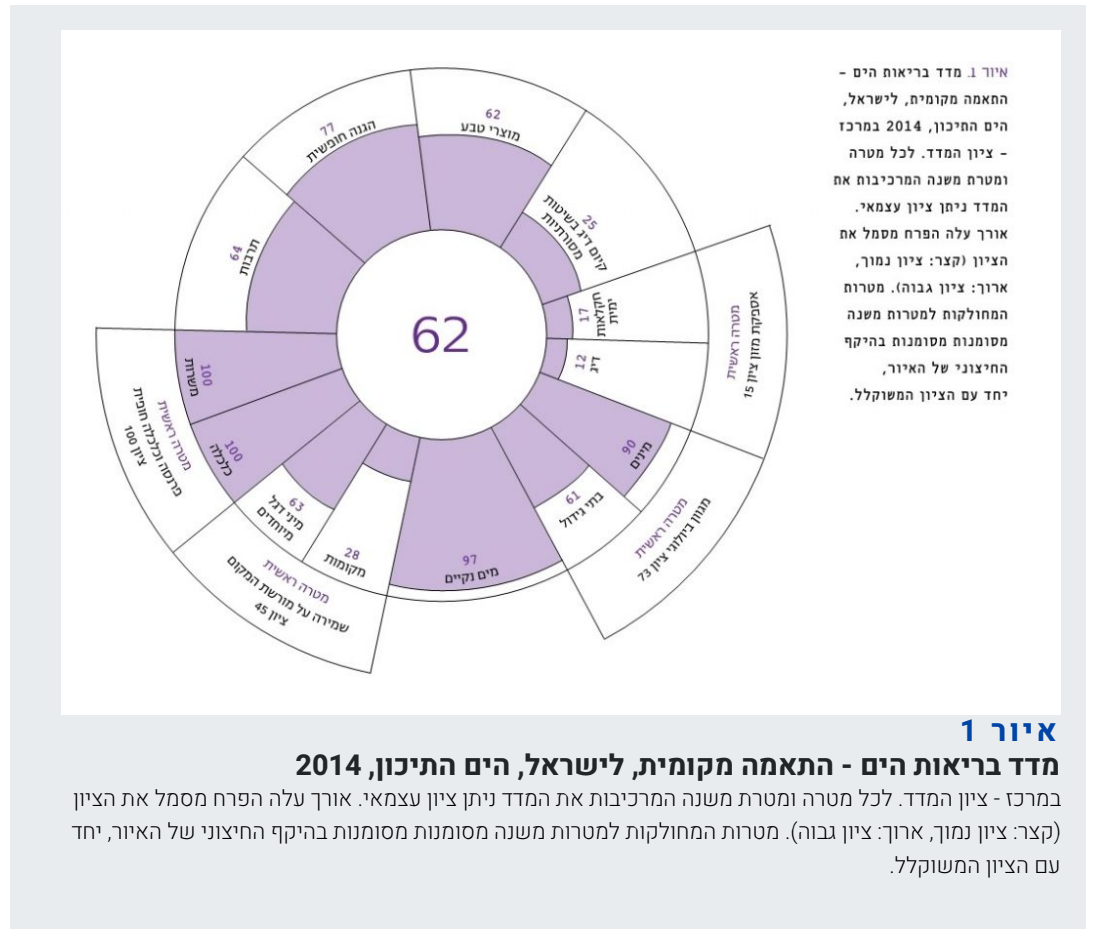 איור 1. מדד בריאות הים –
התאמה מקומית, לישראל,
הים התיכון, 2014 במרכז
– ציון המדד. לכל מטרה
ומטרת משנה המרכיבות את
המדד ניתן ציון עצמאי.
אורך עלה הפרח מסמל את
הציון (קצר: ציון נמוך,
ארוך: ציון גבוה). מטרות
המחולקות למטרות משנה
מסומנות מסומנות בהיקף
החיצוני של האיור,
יחד עם הציון המשוקלל.
62
מוצרי טבע
25
קיום דיג בשיטות
מסורתיות
17
חקלאות
ימית
12
דיג
מטרה ראשית
אספקת מזון ציון 15
90
מינים
61
בתי גידול
מטרה ראשית
מגוון ביולוגי ציון 73
97
מים נקיים
28
מקומות
63
מיני דגל
מיוחדים
מטרה ראשית
שמירה על מורשת המקום
ציון 45
100
כלכלה
100
משרות
מטרה ראשית
פרנסה וכלכלה חופית
ציון 100
64
תרבות
77
הגנה חופשית
62
איור 1
מדד בריאות הים - התאמה מקומית, לישראל, הים התיכון, 2014
במרכז - ציון המדד. לכל מטרה ומטרת משנה המרכיבות את המדד ניתן ציון עצמאי. אורך עלה הפרח מסמל את הציון
(קצר: ציון נמוך, ארוך: ציון גבוה). מטרות המחולקות למטרות משנה מסומנות מסומנות בהיקף החיצוני של האיור, יחד
עם הציון המשוקלל.